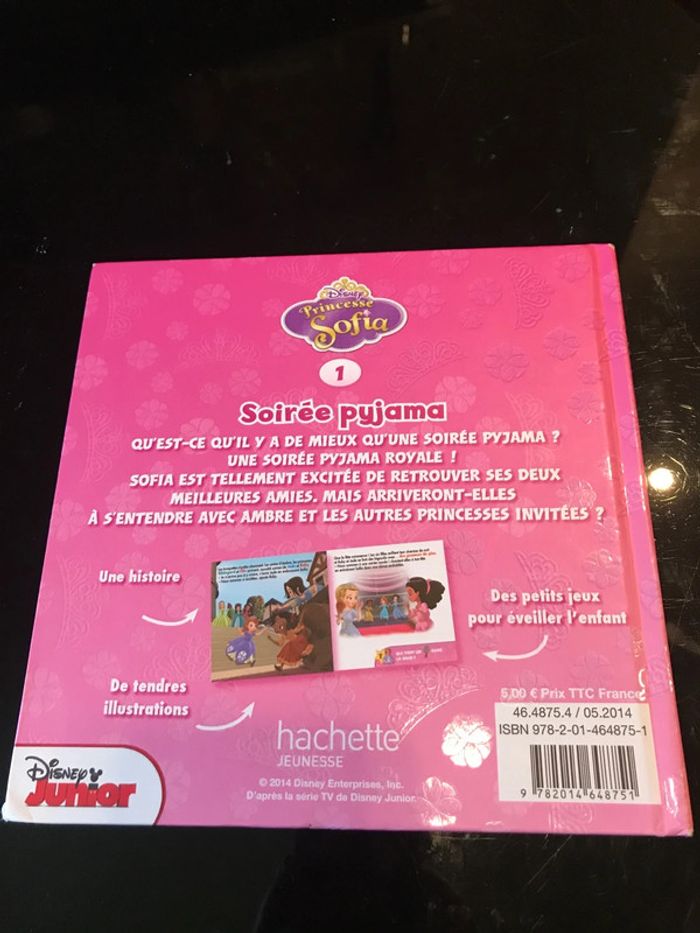 Disney
Princesse
Sofia
1
Soirée pyjama
QU'EST-CE QU'IL Y A DE MIEUX QU'UNE SOIRÉE PYJAMA ?
UNE SOIRÉE PYJAMA ROYALE !
SOFIA EST TELLEMENT EXCITÉE DE RETROUVER SES DEUX
MEILLEURES AMIES. MAIS ARRIVERONT-ELLES
À S'ENTENDRE AVEC AMBRE ET LES AUTRES PRINCESSES INVITÉES ?
Une histoire
Des petits jeux
pour éveiller l'enfant
De tendres
illustrations
5,00 € Prix TTC France
46.4875.4 / 05.2014
ISBN 978-2-01-464875-1
9 782014 648751
hachette
JEUNESSE
© 2014 Disney Enterprises, Inc.
D'après la série TV de Disney Junior.
Disney
Junior